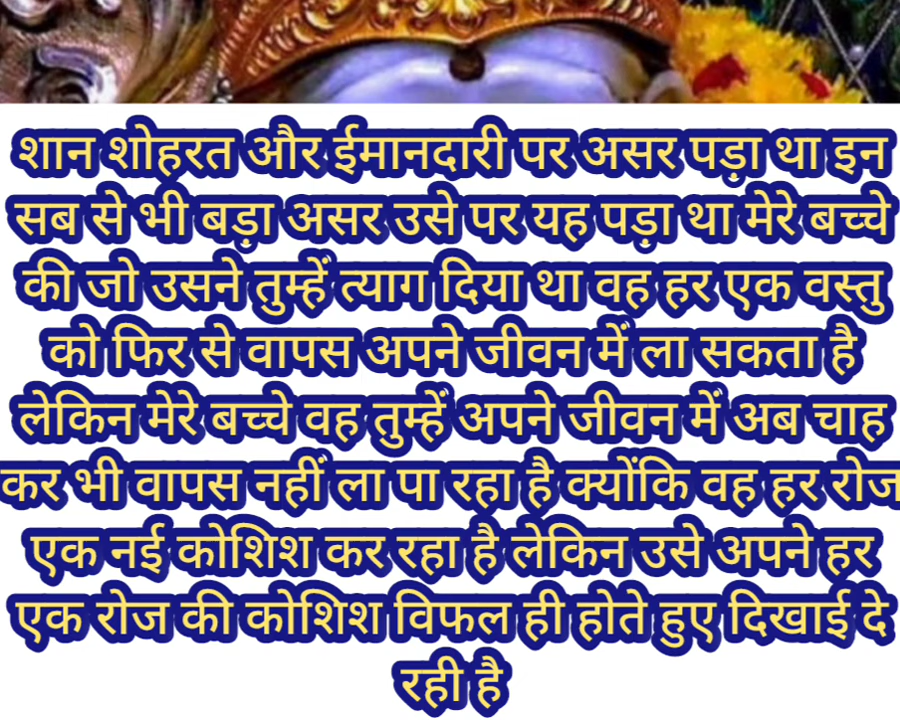 शान शोहरत और ईमानदारी पर असर पड़ा था इन
सब से भी बड़ा असर उसे पर यह पड़ा था मेरे बच्चे
की जो उसने तुम्हें त्याग दिया था वह हर एक वस्तु
को फिर से वापस अपने जीवन में ला सकता है
लेकिन मेरे बच्चे वह तुम्हें अपने जीवन में अब चाह
कर भी वापस नहीं ला पा रहा है क्योंकि वह हर रोज
एक नई कोशिश कर रहा है लेकिन उसे अपने हर
एक रोज की कोशिश विफल ही होते हुए दिखाई दे
रही है